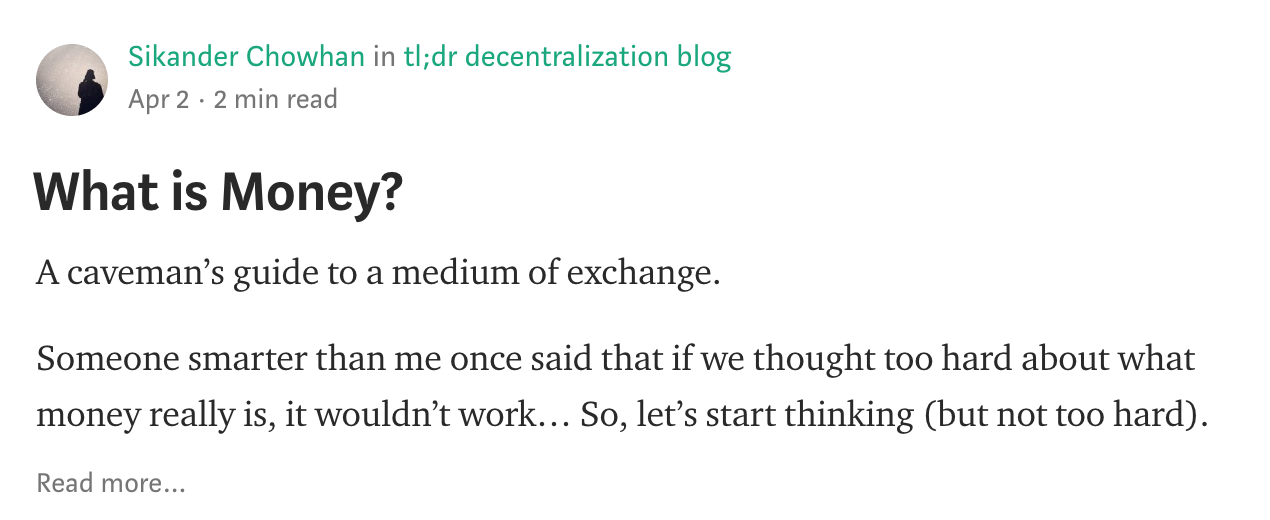 Sikander Chowhan in tl;dr decentralization blog
Apr 2 · 2 min read
What is Money?
A caveman’s guide to a medium of exchange.
Someone smarter than me once said that if we thought too hard about what
money really is, it wouldn’t work… So, let’s start thinking (but not too hard).
Read more…